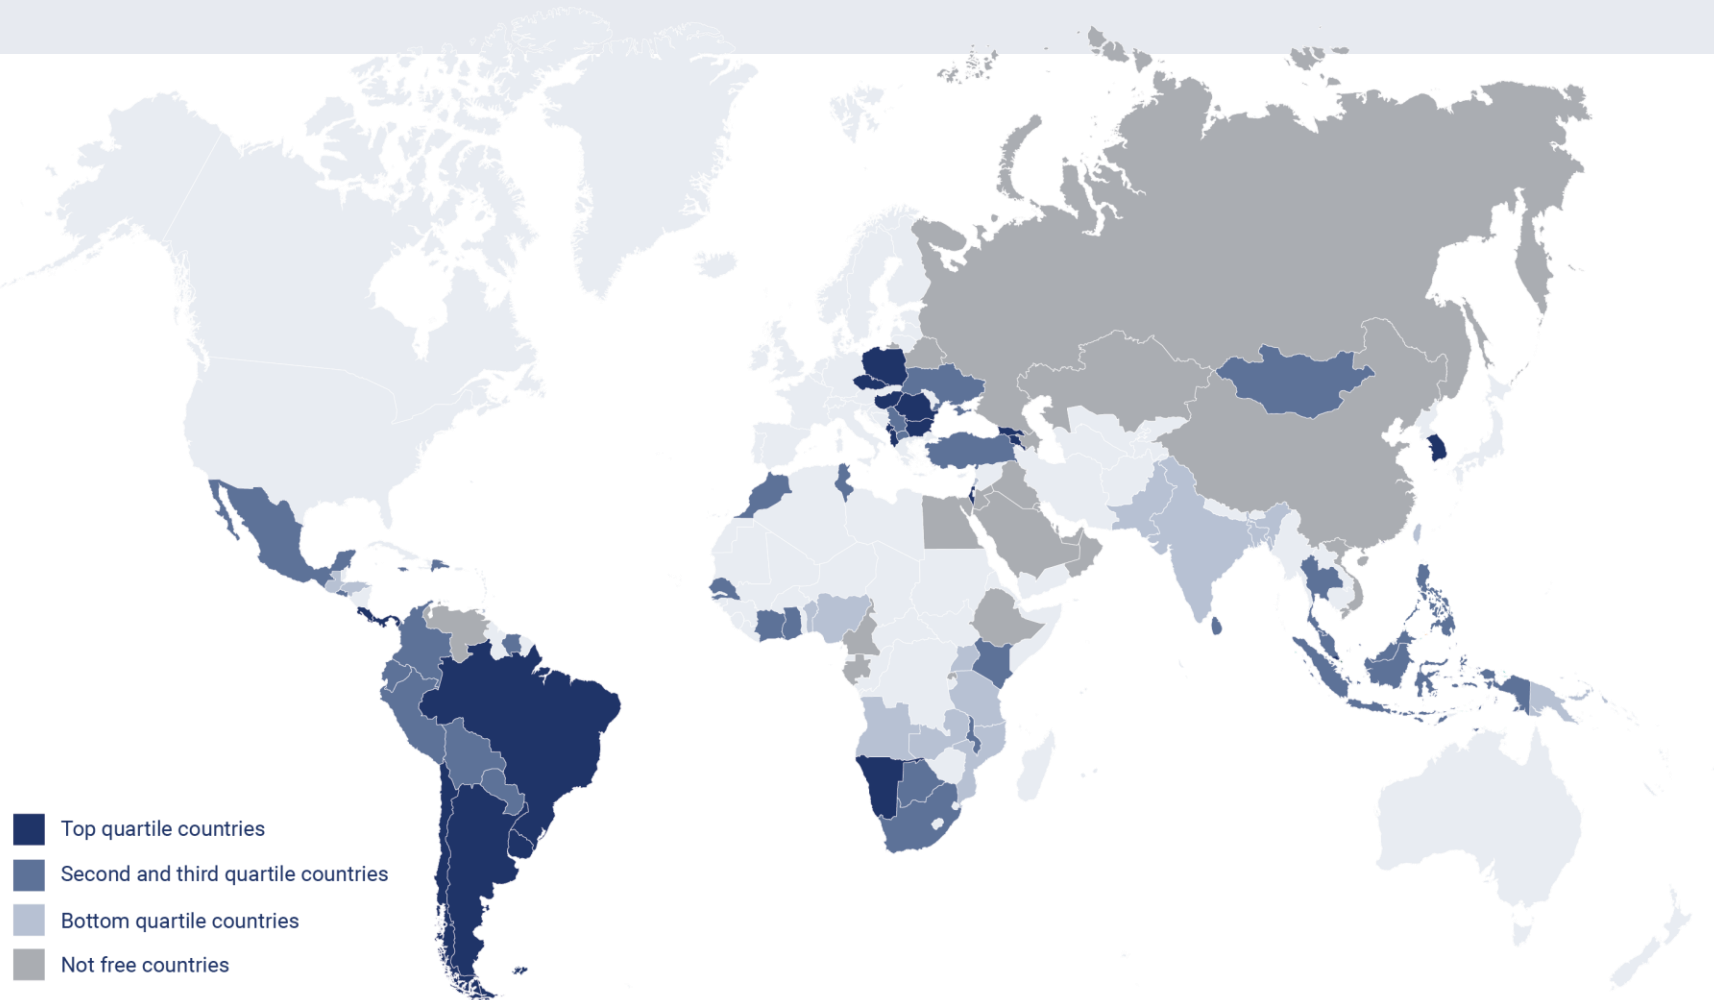 Top quartile countries
Second and third quartile countries
Bottom quartile countries
Not free countries